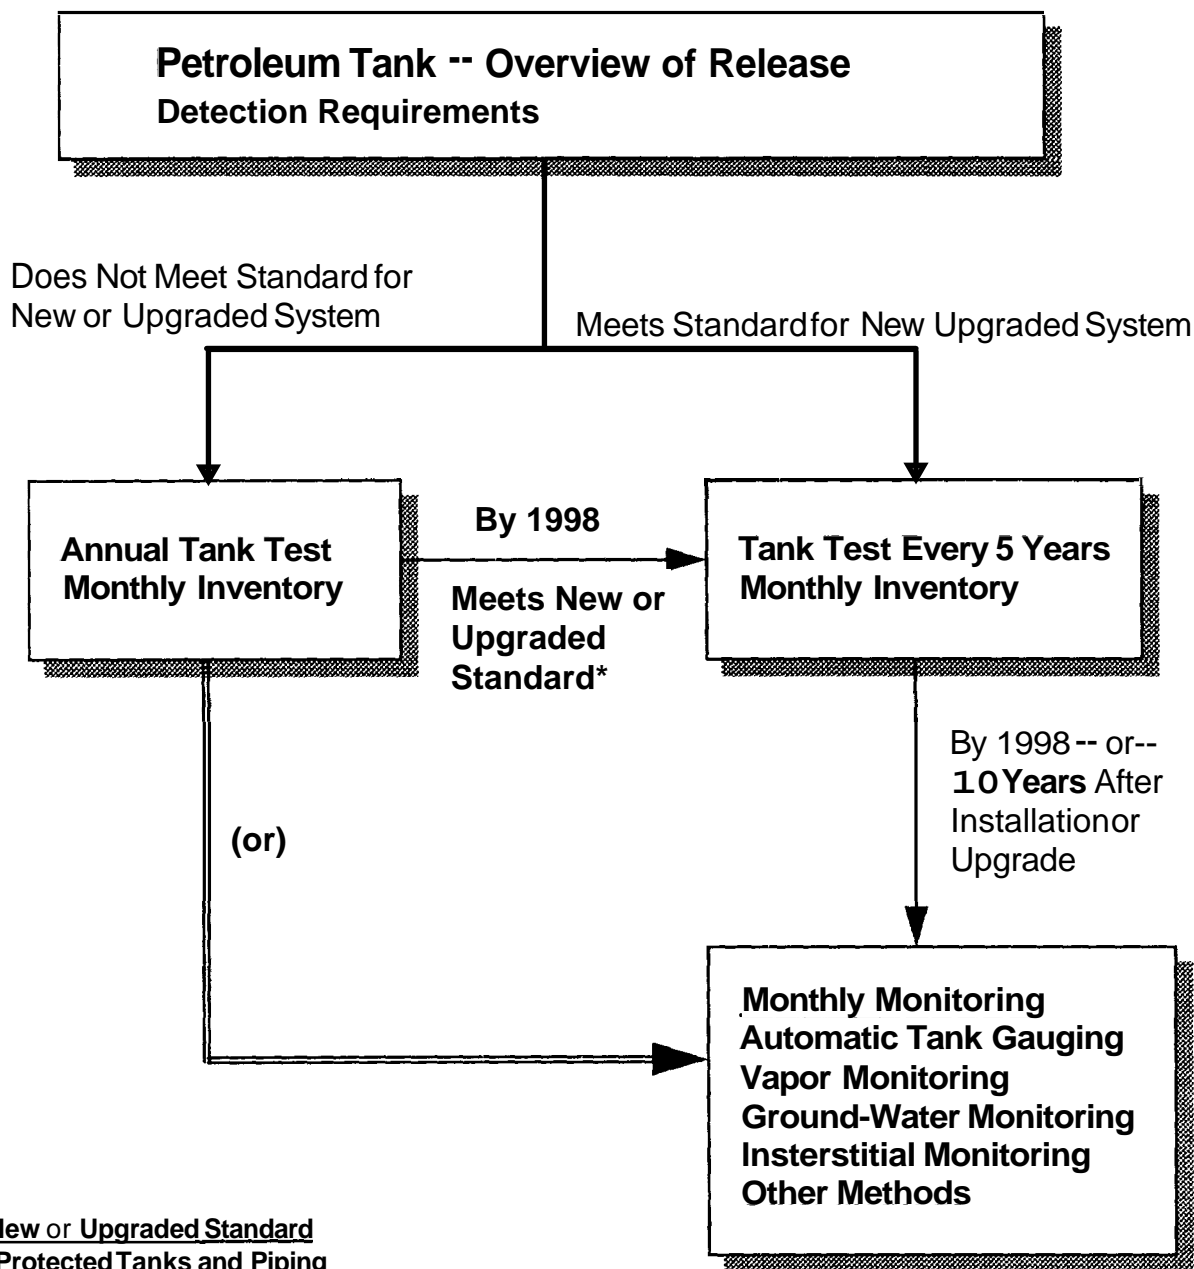 Petroleum Tank -- Overview of Release
Detection Requirements
Does Not Meet Standard for
New or Upgraded System
Meets Standard for New Upgraded System
Annual Tank Test
Monthly Inventory
By 1998
Meets New or
Upgraded
Standard*
Tank Test Every 5 Years
Monthly Inventory
By 1998 -- or--
10 Years After
Installation or
Upgrade
(or)
Monthly Monitoring
Automatic Tank Gauging
Vapor Monitoring
Ground-Water Monitoring
Insterstitial Monitoring
Other Methods
or Upgraded Standard
Protected Tanks and Piping